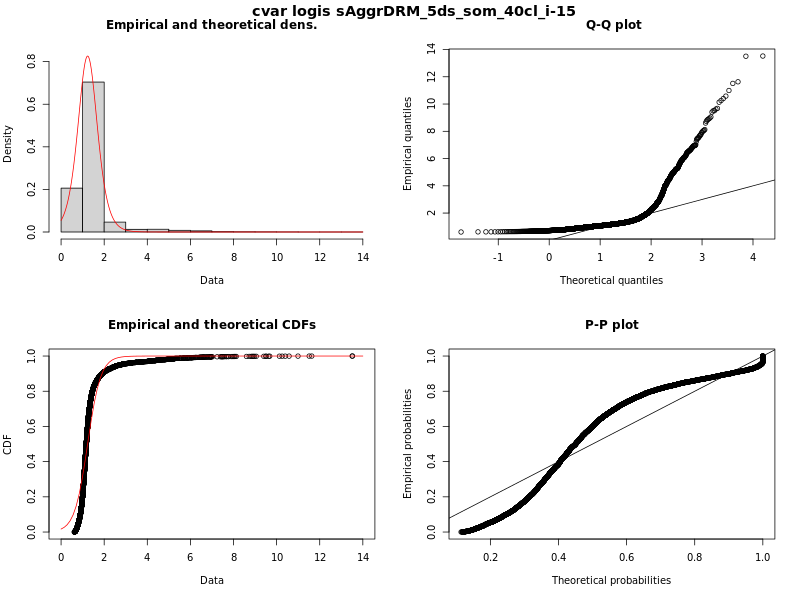 cvar logis sAggrDRM_5ds_som_40cl_i-15
Empirical and theoretical dens.
Density
0.0 0.2 0.4 0.6 0.8
0 2 4 6 8 10 12 14
Data
Q-Q plot
Empirical quantiles
2 4 6 8 10 12 14
-1 0 1 2 3 4
Theoretical quantiles
Empirical and theoretical CDFs
CDF
0.0 0.2 0.4 0.6 0.8 1.0
0 2 4 6 8 10 12 14
Data
P-P plot
Empirical probabilities
0.0 0.2 0.4 0.6 0.8 1.0
0.2 0.4 0.6 0.8 1.0
Theoretical probabilities